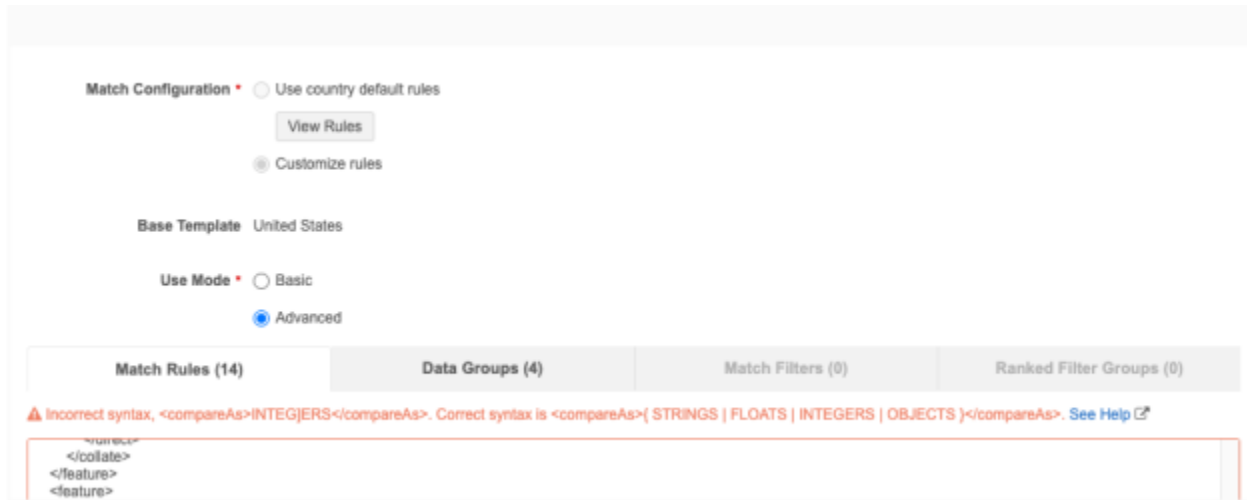 Match Configuration * Use country default rules
View Rules
Customize rules
Base Template United States
Use Mode * Basic
Advanced
Match Rules (14) Data Groups (4) Match Filters (0) Ranked Filter Groups (0)
Incorrect syntax, <compareAs>INTEG]ERS</compareAs>. Correct syntax is <compareAs>{ STRINGS | FLOATS | INTEGERS | OBJECTS }</compareAs>. See Help
</collate>
</feature>
<feature>